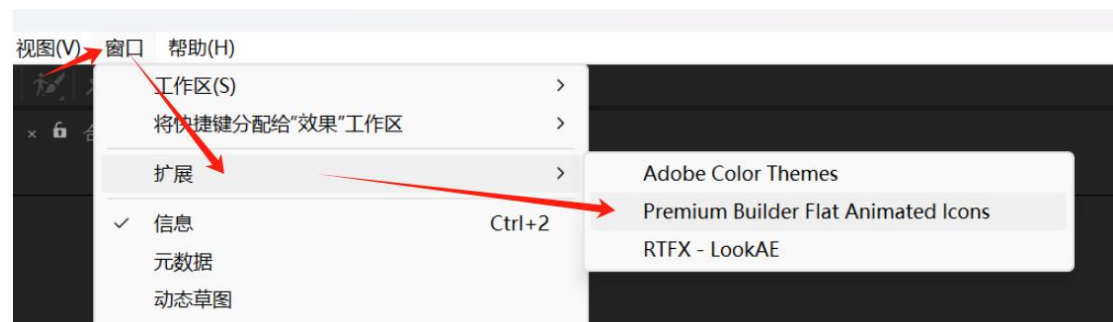 视图(V) 窗口 帮助(H)
工作区(S)
将快捷键分配给"效果"工作区
扩展
Adobe Color Themes
Premium Builder Flat Animated Icons
RTFX - LookAE
信息 Ctrl+2
元数据
动态草图